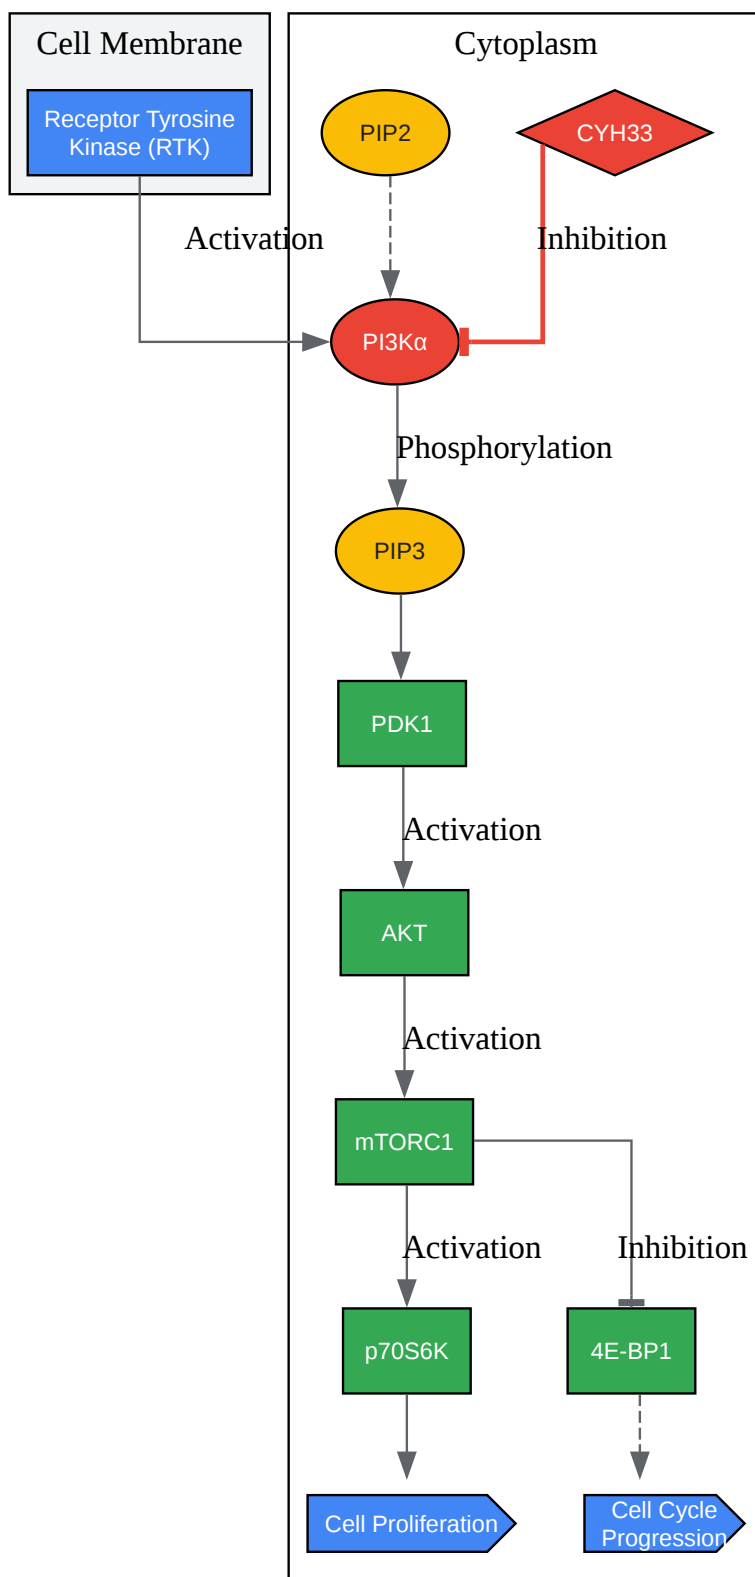 Cell Membrane
Cytoplasm
Receptor Tyrosine
Kinase (RTK)
PIP2
CYH33
Activation
Inhibition
PI3Kα
Phosphorylation
PIP3
PDK1
Activation
AKT
Activation
mTORC1
Activation
Inhibition
p70S6K
4E-BP1
Cell Proliferation
Cell Cycle
Progression